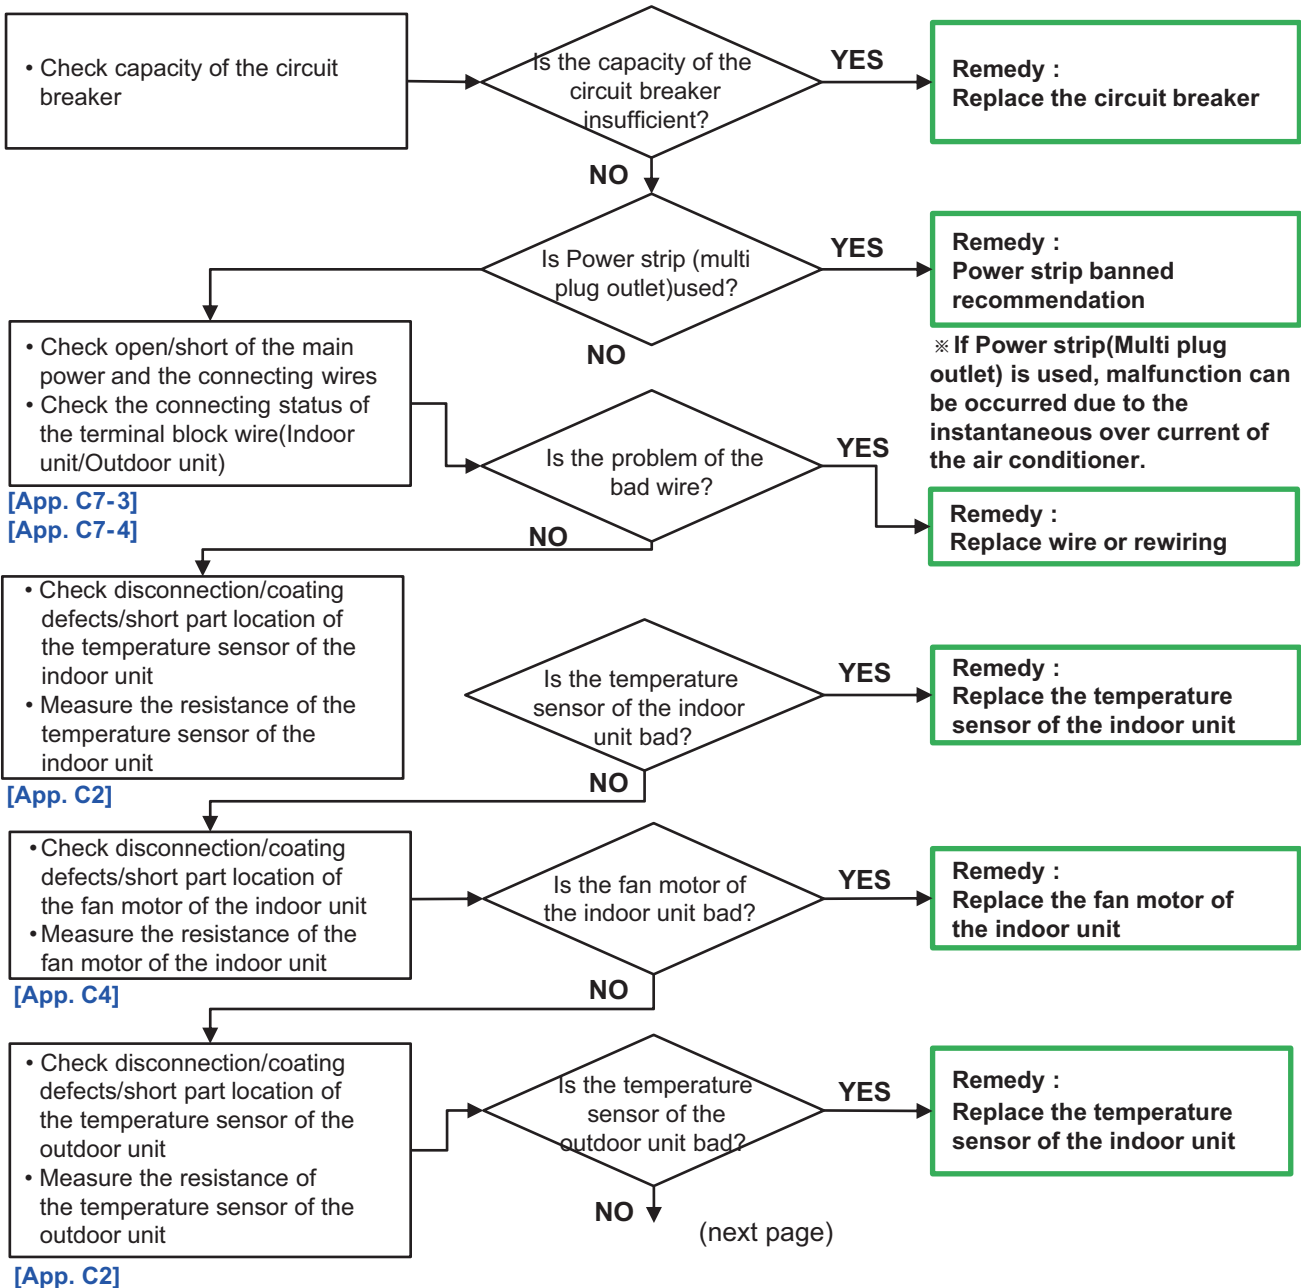 • Check capacity of the circuit
breaker
Is the capacity of the
circuit breaker
insufficient?
YES
Remedy :
Replace the circuit breaker
NO
Is Power strip (multi
plug outlet)used?
YES
Remedy :
Power strip banned
recommendation
※ If Power strip(Multi plug
outlet) is used, malfunction can
be occurred due to the
instantaneous over current of
the air conditioner.
NO
• Check open/short of the main
power and the connecting wires
• Check the connecting status of
the terminal block wire(Indoor
unit/Outdoor unit)
[App. C7-3]
[App. C7-4]
Is the problem of the
bad wire?
YES
Remedy :
Replace wire or rewiring
NO
• Check disconnection/coating
defects/short part location of
the temperature sensor of the
indoor unit
• Measure the resistance of the
temperature sensor of the
indoor unit
[App. C2]
Is the temperature
sensor of the indoor
unit bad?
YES
Remedy :
Replace the temperature
sensor of the indoor unit
NO
• Check disconnection/coating
defects/short part location of
the fan motor of the indoor unit
• Measure the resistance of the
fan motor of the indoor unit
[App. C4]
Is the fan motor of
the indoor unit bad?
YES
Remedy :
Replace the fan motor of
the indoor unit
NO
• Check disconnection/coating
defects/short part location of
the temperature sensor of the
outdoor unit
• Measure the resistance of
the temperature sensor of the
outdoor unit
[App. C2]
Is the temperature
sensor of the
outdoor unit bad?
YES
Remedy :
Replace the temperature
sensor of the indoor unit
NO
(next page)